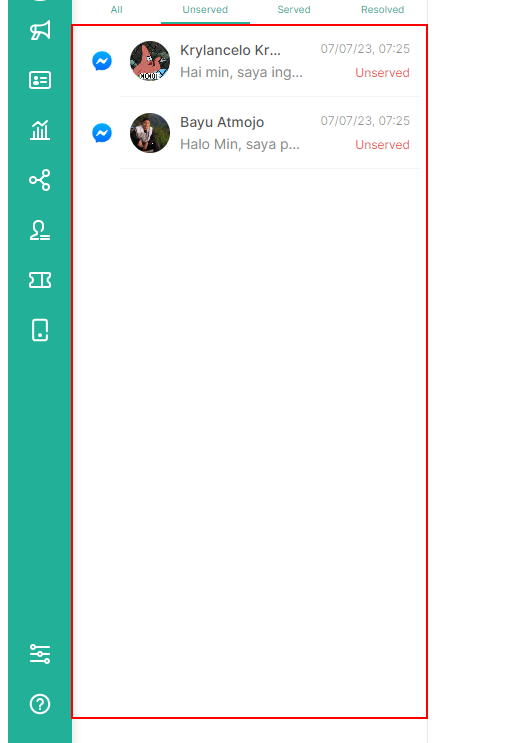 All Unserved Served Resolved
Krylancelo Kr... 07/07/23, 07:25
Hai min, saya ing... Unserved
Bayu Atmojo 07/07/23, 07:25
Halo Min, saya p... Unserved